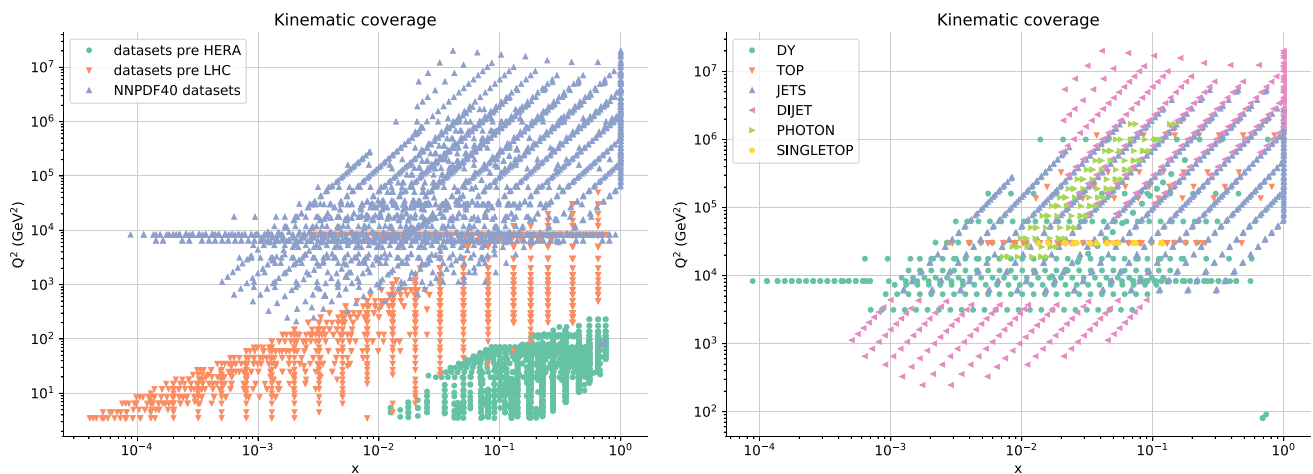 Kinematic coverage
datasets pre HERA
datasets pre LHC
NNPDF40 datasets
Q² (GeV²)
10⁷
10⁶
10⁵
10⁴
10³
10²
10¹
10⁻⁴ 10⁻³ 10⁻² 10⁻¹ 10⁰
x
Kinematic coverage
DY
TOP
JETS
DIJET
PHOTON
SINGLETOP
Q² (GeV²)
10⁷
10⁶
10⁵
10⁴
10³
10²
10⁻⁴ 10⁻³ 10⁻² 10⁻¹ 10⁰
x